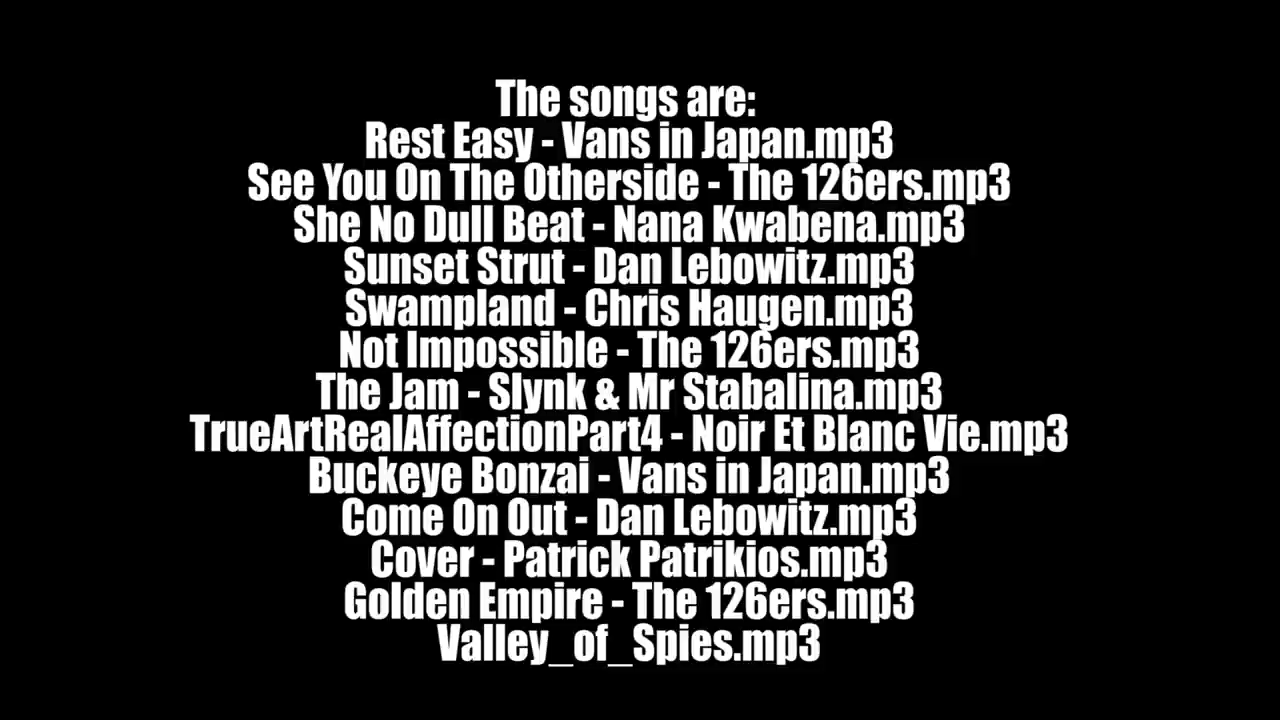 The songs are:
Rest Easy - Vans in Japan.mp3
See You On The Otherside - The 126ers.mp3
She No Dull Beat - Nana Kwabena.mp3
Sunset Strut - Dan Lebowitz.mp3
Swampland - Chris Haugen.mp3
Not Impossible - The 126ers.mp3
The Jam - Slynk & Mr Stabalina.mp3
TrueArtRealAffectionPart4 - Noir Et Blanc Vie.mp3
Buckeye Bonzai - Vans in Japan.mp3
Come On Out - Dan Lebowitz.mp3
Cover - Patrick Patrikios.mp3
Golden Empire - The 126ers.mp3
Valley_of_Spies.mp3